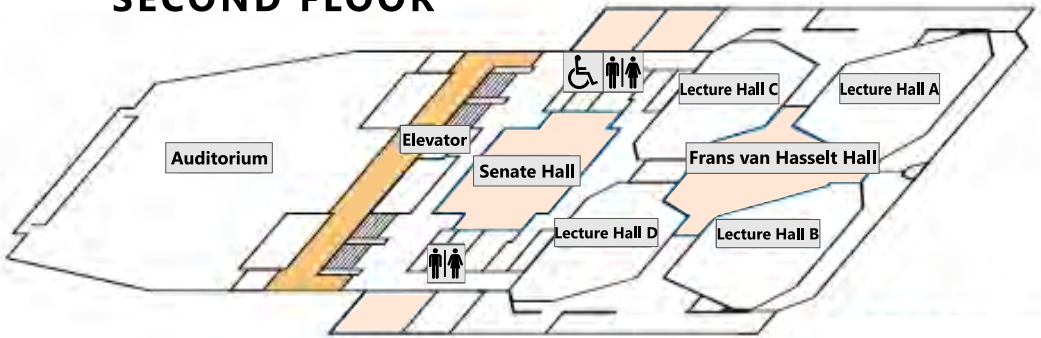 SECOND FLOOR
Lecture Hall C
Lecture Hall A
Elevator
Auditorium
Senate Hall
Frans van Hasselt Hall
Lecture Hall D
Lecture Hall B